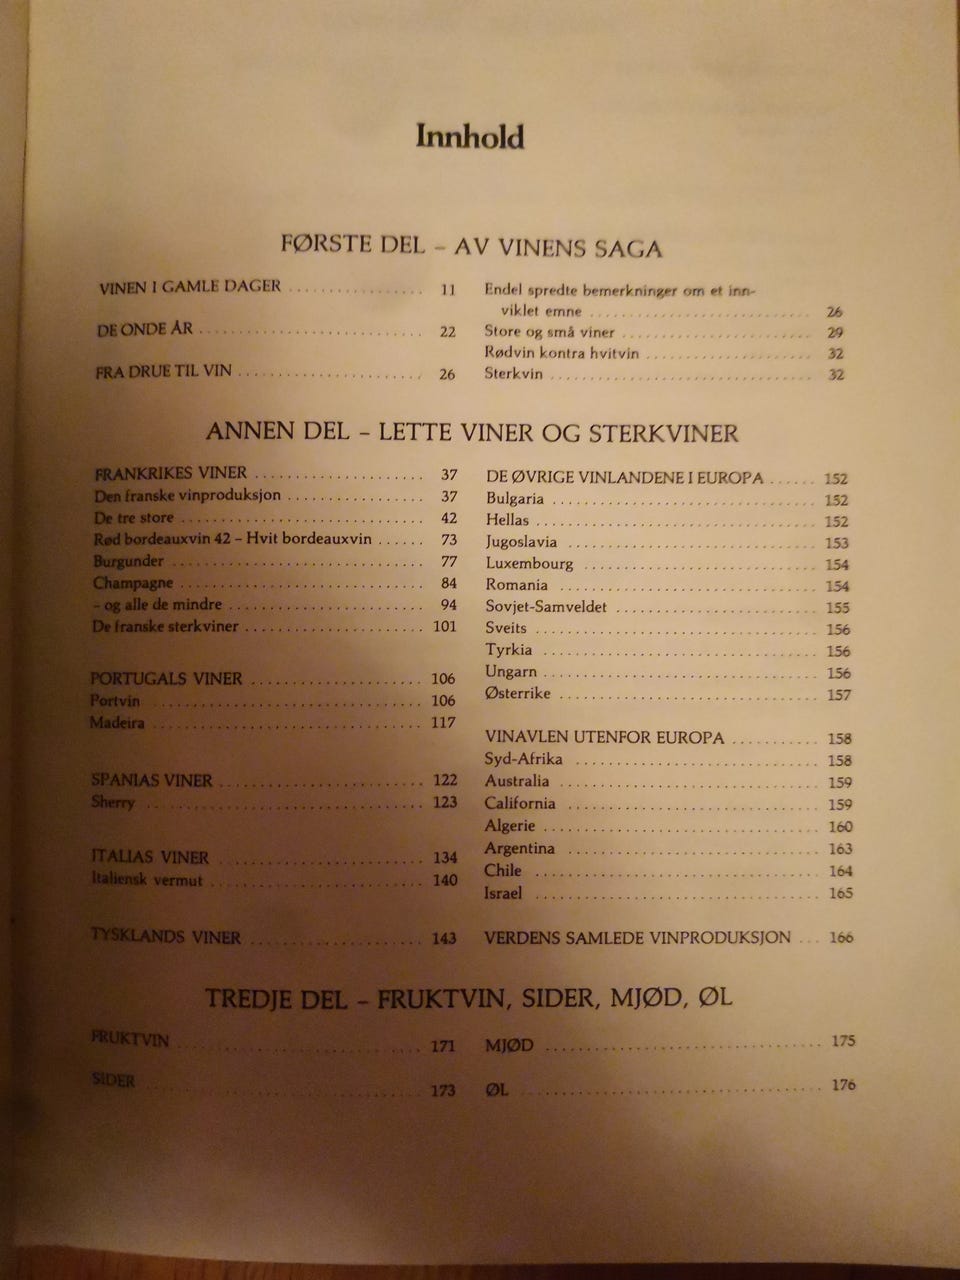 Innhold
FØRSTE DEL – AV VINENS SAGA
VINEN I GAMLE DAGER ................ 11
DE ONDE ÅR ........................... 22
FRA DRUE TIL VIN ...................... 26
Endel spredte bemerkninger om et inn-
viklet emne ........................... 26
Store og små viner ....................... 29
Rødvin kontra hvitvin .................... 32
Sterkvin ................................. 32
ANNEN DEL – LETTE VINER OG STERKVINER
FRANKRIKES VINER .................... 37
Den franske vinproduksjon ................ 37
De tre store ............................. 42
Rød bordeauxvin 42 – Hvit bordeauxvin ...... 73
Burgunder .............................. 77
Champagne ............................. 84
– og alle de mindre ....................... 94
De franske sterkviner ..................... 101
PORTUGALS VINER .................... 106
Portvin ................................ 106
Madeira ............................... 117
SPANIAS VINER ....................... 122
Sherry ................................ 123
ITALIAS VINER ....................... 134
Italiensk vermut ......................... 140
TYSKLANDS VINER .................... 143
DE ØVRIGE VINLANDENE I EUROPA ...... 152
Bulgaria ................................ 152
Hellas .................................. 152
Jugoslavia .............................. 153
Luxembourg ............................ 154
Romania ............................... 154
Sovjet-Samveldet ........................ 155
Sveits .................................. 156
Tyrkia ................................. 156
Ungarn ................................. 156
Østerrike ............................... 157
VINAVLEN UTENFOR EUROPA ........... 158
Syd-Afrika .............................. 158
Australia ............................... 159
California .............................. 159
Algerie ................................. 160
Argentina .............................. 163
Chile .................................. 164
Israel .................................. 165
VERDENS SAMLEDE VINPRODUKSJON ... 166
TREDJE DEL – FRUKTVIN, SIDER, MJØD, ØL
FRUKTVIN ............................. 171
SIDER ................................ 173
MJØD ................................. 175
ØL .................................... 176